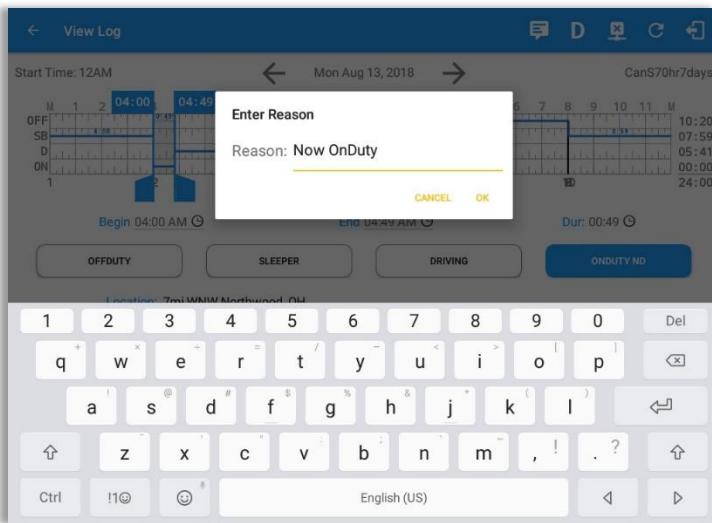 View Log
D
Start Time: 12AM
Mon Aug 13, 2018
CanS70hr7days
04:00
04:49
M 1 2
6 7 8 9 10 11 M
OFF
10:20
SB
07:59
D
05:41
ON
00:00
1
24:00
Enter Reason
Reason: Now OnDuty
CANCEL OK
Begin 04:00 AM
End 04:49 AM
Dur: 00:49
OFFDUTY
SLEEPER
DRIVING
ONDUTY ND
Location: 7mi WNW Northwood, OH
1 2 3 4 5 6 7 8 9 0 Del
q w e r t y u i o p
a s d f g h j k l
z x c v b n m , ! . ?
Ctrl !1☺ English (US)